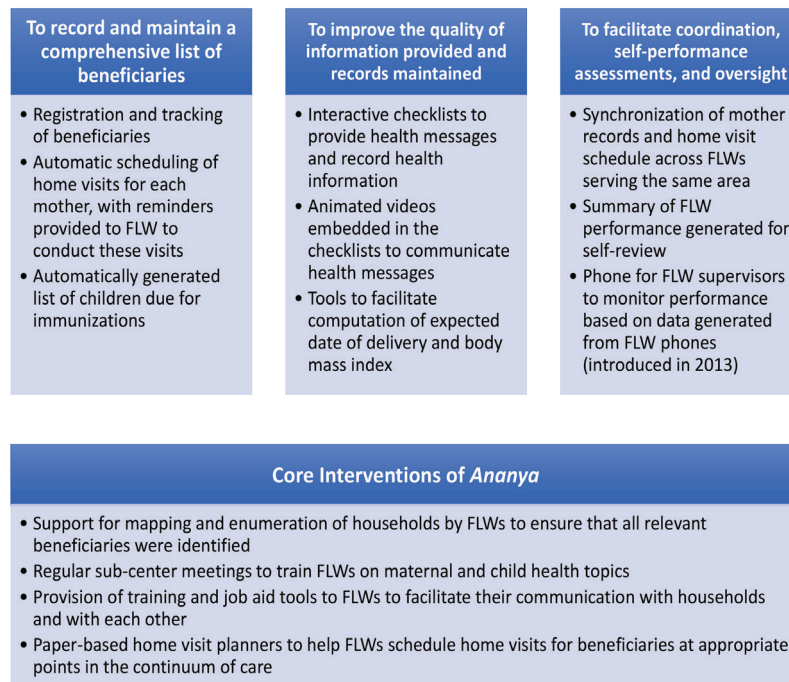 To record and maintain a
comprehensive list of
beneficiaries
• Registration and tracking
of beneficiaries
• Automatic scheduling of
home visits for each
mother, with reminders
provided to FLW to
conduct these visits
• Automatically generated
list of children due for
immunizations
To improve the quality of
information provided and
records maintained
• Interactive checklists to
provide health messages
and record health
information
• Animated videos
embedded in the
checklists to communicate
health messages
• Tools to facilitate
computation of expected
date of delivery and body
mass index
To facilitate coordination,
self-performance
assessments, and oversight
• Synchronization of mother
records and home visit
schedule across FLWs
serving the same area
• Summary of FLW
performance generated for
self-review
• Phone for FLW supervisors
to monitor performance
based on data generated
from FLW phones
(introduced in 2013)
Core Interventions of Ananya
• Support for mapping and enumeration of households by FLWs to ensure that all relevant
beneficiaries were identified
• Regular sub-center meetings to train FLWs on maternal and child health topics
• Provision of training and job aid tools to FLWs to facilitate their communication with households
and with each other
• Paper-based home visit planners to help FLWs schedule home visits for beneficiaries at appropriate
points in the continuum of care